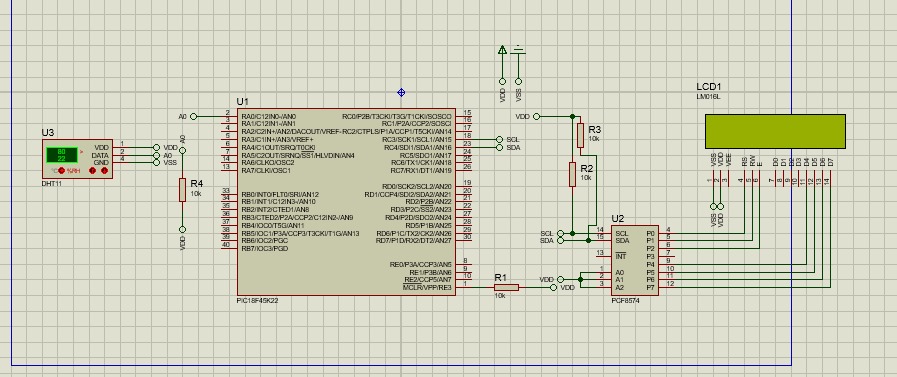 U3
80
22
°C
%RH
VDD
DATA
GND
1
2
4
VDD
A0
VSS
DHT11
A0
R4
10k
VDD
U1
A0
2 RA0/C12IN0-/AN0
3 RA1/C12IN1-/AN1
4 RA2/C2IN+/AN2/DACOUT/VREF-
5 RA3/C1IN+/AN3/VREF+
6 RA4/C1OUT/SRQ/T0CKI
7 RA5/C2OUT/SRNQ/SS1/HLVDIN/AN4
14 RA6/CLKO/OSC2
13 RA7/CLKI/OSC1
33 RB0/INT0/FLT0/SRI/AN12
34 RB1/INT1/C12IN3-/AN10
35 RB2/INT2/CTED1/AN8
36 RB3/CTED2/P2A/CCP2/C12IN2-/AN9
37 RB4/IOC0/T5G/AN11
38 RB5/IOC1/P3A/CCP3/T3CKI/T1G/AN13
39 RB6/IOC2/PGC
40 RB7/IOC3/PGD
RC0/P2B/T3CKI/T3G/T1CKI/SOSCO 15
RC1/P2A/CCP2/SOSCI 16
RC2/CTPLS/P1A/CCP1/T5CKI/AN14 17
RC3/SCK1/SCL1/AN15 18
RC4/SDI1/SDA1/AN16 23
RC5/SDO1/AN17 24
RC6/TX1/CK1/AN18 25
RC7/RX1/DT1/AN19 26
RD0/SCK2/SCL2/AN20 19
RD1/CCP4/SDI2/SDA2/AN21 20
RD2/P2B/AN22 21
RD3/P2C/SS2/AN23 22
RD4/P2D/SDO2/AN24 27
RD5/P1B/AN25 28
RD6/P1C/TX2/CK2/AN26 29
RD7/P1D/RX2/DT2/AN27 30
RE0/P3A/CCP3/AN5 8
RE1/P3B/AN6 9
RE2/CCP5/AN7 10
MCLR/VPP/RE3 1
PIC18F45K22
SCL
SDA
VDD
VSS
R1
10k
VDD
VDD
VDD
R3
10k
R2
10k
SCL
SDA
U2
14 SCL
15 SDA
13 INT
1 A0
2 A1
3 A2
P0 4
P1 5
P2 6
P3 7
P4 9
P5 10
P6 11
P7 12
PCF8574
LCD1
LM016L
VSS
VDD
VEE
RS
RW
E
D0
D1
D2
D3
D4
D5
D6
D7
1
2
3
4
5
6
7
8
9
10
11
12
13
14
VSS
VDD